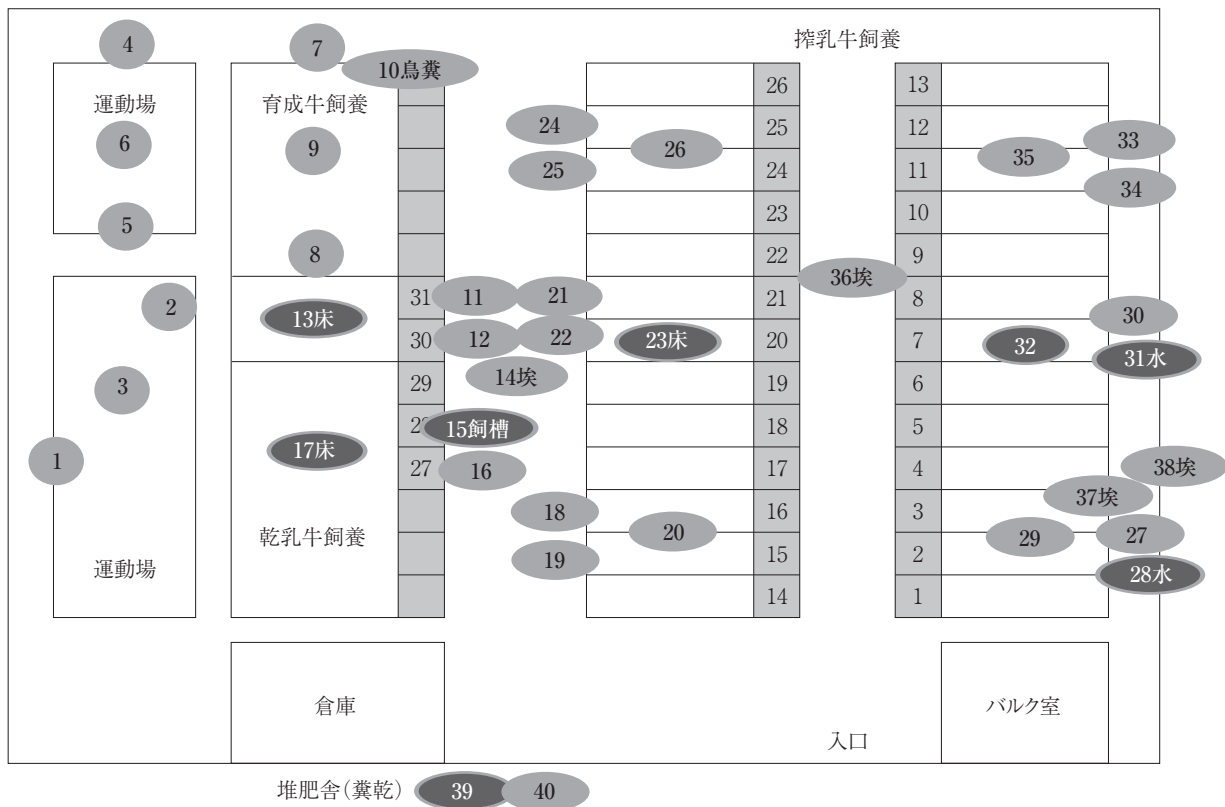 搾乳牛飼養
4
7
10鳥糞
運動場
育成牛飼養
6
9
5
8
2
3
1
運動場
13床
17床
乾乳牛飼養
31
30
29
27
11
12
14埃
15飼槽
16
21
22
24
25
26
23床
18
19
20
26
25
24
23
22
21
20
19
18
17
16
15
14
36埃
13
12
11
10
9
8
7
6
5
4
3
2
1
33
35
34
30
32
31水
38埃
37埃
29
27
28水
倉庫
バルク室
入口
堆肥舎(糞乾)
39
40